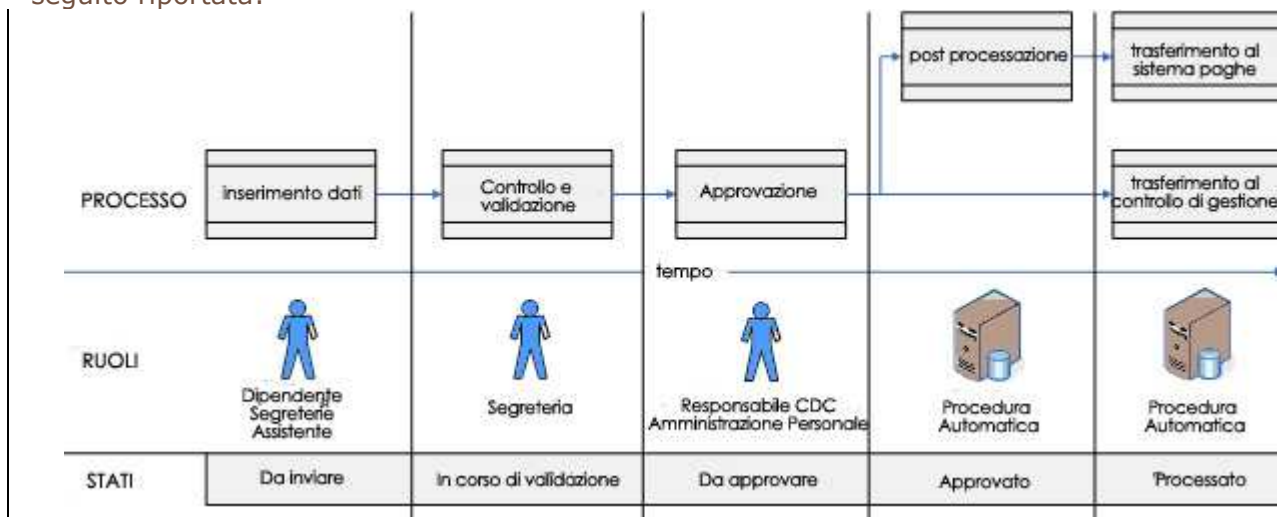 seguito riportata:
post processazione
trasferimento al
sistema paghe
PROCESSO
inserimento dati
Controllo e
validazione
Approvazione
trasferimento al
controllo di gestione
tempo
RUOLI
Dipendente
Segreterie
Assistente
Segreteria
Responsabile CDC
Amministrazione Personale
Procedura
Automatica
Procedura
Automatica
STATI
Da inviare
In corso di validazione
Da approvare
Approvato
Processato